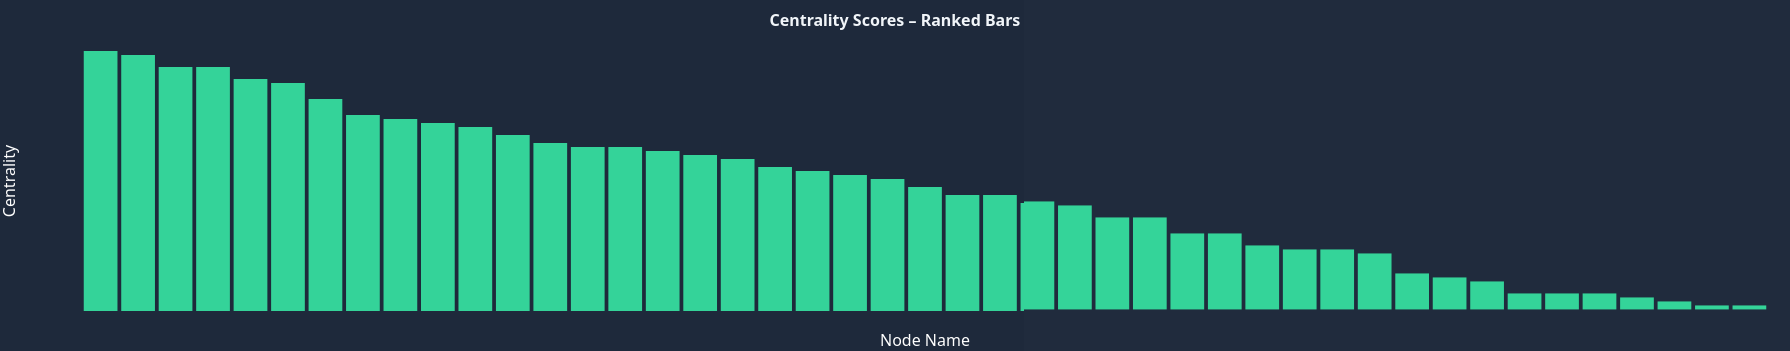 Centrality Scores – Ranked Bars
Centrality
Node Name